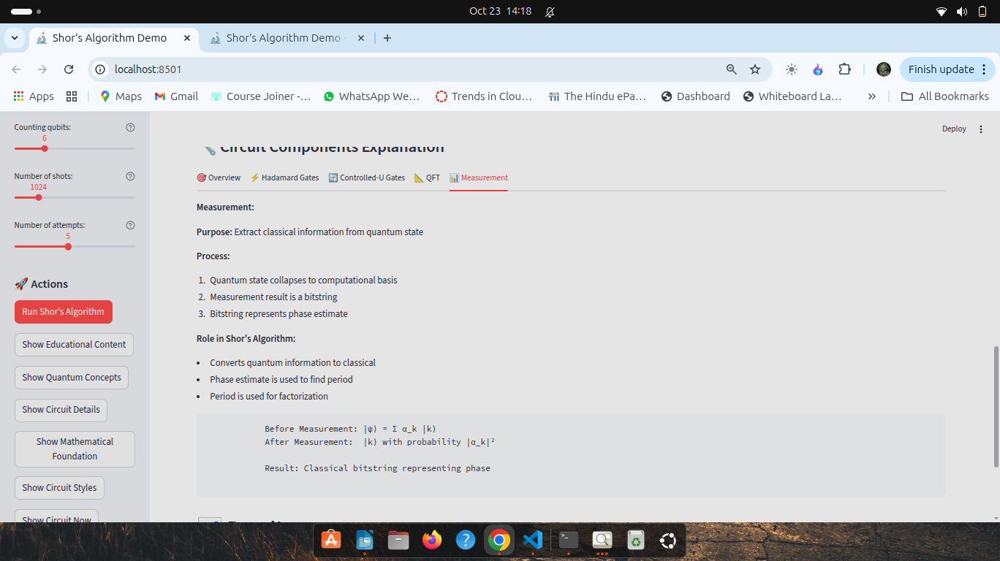 Oct 23 14:18
Shor's Algorithm Demo
Shor's Algorithm Demo
localhost:8501
Finish update
Apps
Maps
Gmail
Course Joiner -...
WhatsApp We...
Trends in Clou...
The Hindu ePa...
Dashboard
Whiteboard La...
»
All Bookmarks
Counting qubits:
6
Number of shots:
1024
Number of attempts:
5
🚀 Actions
Run Shor's Algorithm
Show Educational Content
Show Quantum Concepts
Show Circuit Details
Show Mathematical
Foundation
Show Circuit Styles
Show Circuit Now
Deploy
Circuit Components Explanation
🎯 Overview
⚡ Hadamard Gates
🔄 Controlled-U Gates
📐 QFT
📊 Measurement
Measurement:
Purpose: Extract classical information from quantum state
Process:
1. Quantum state collapses to computational basis
2. Measurement result is a bitstring
3. Bitstring represents phase estimate
Role in Shor's Algorithm:
• Converts quantum information to classical
• Phase estimate is used to find period
• Period is used for factorization
Before Measurement: |ψ⟩ = Σ α_k |k⟩
After Measurement:  |k⟩ with probability |α_k|²
Result: Classical bitstring representing phase